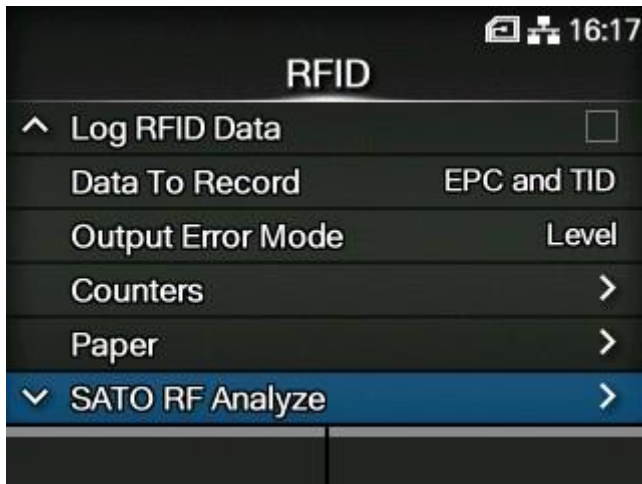 16:17
RFID
Log RFID Data
Data To Record EPC and TID
Output Error Mode Level
Counters
Paper
SATO RF Analyze